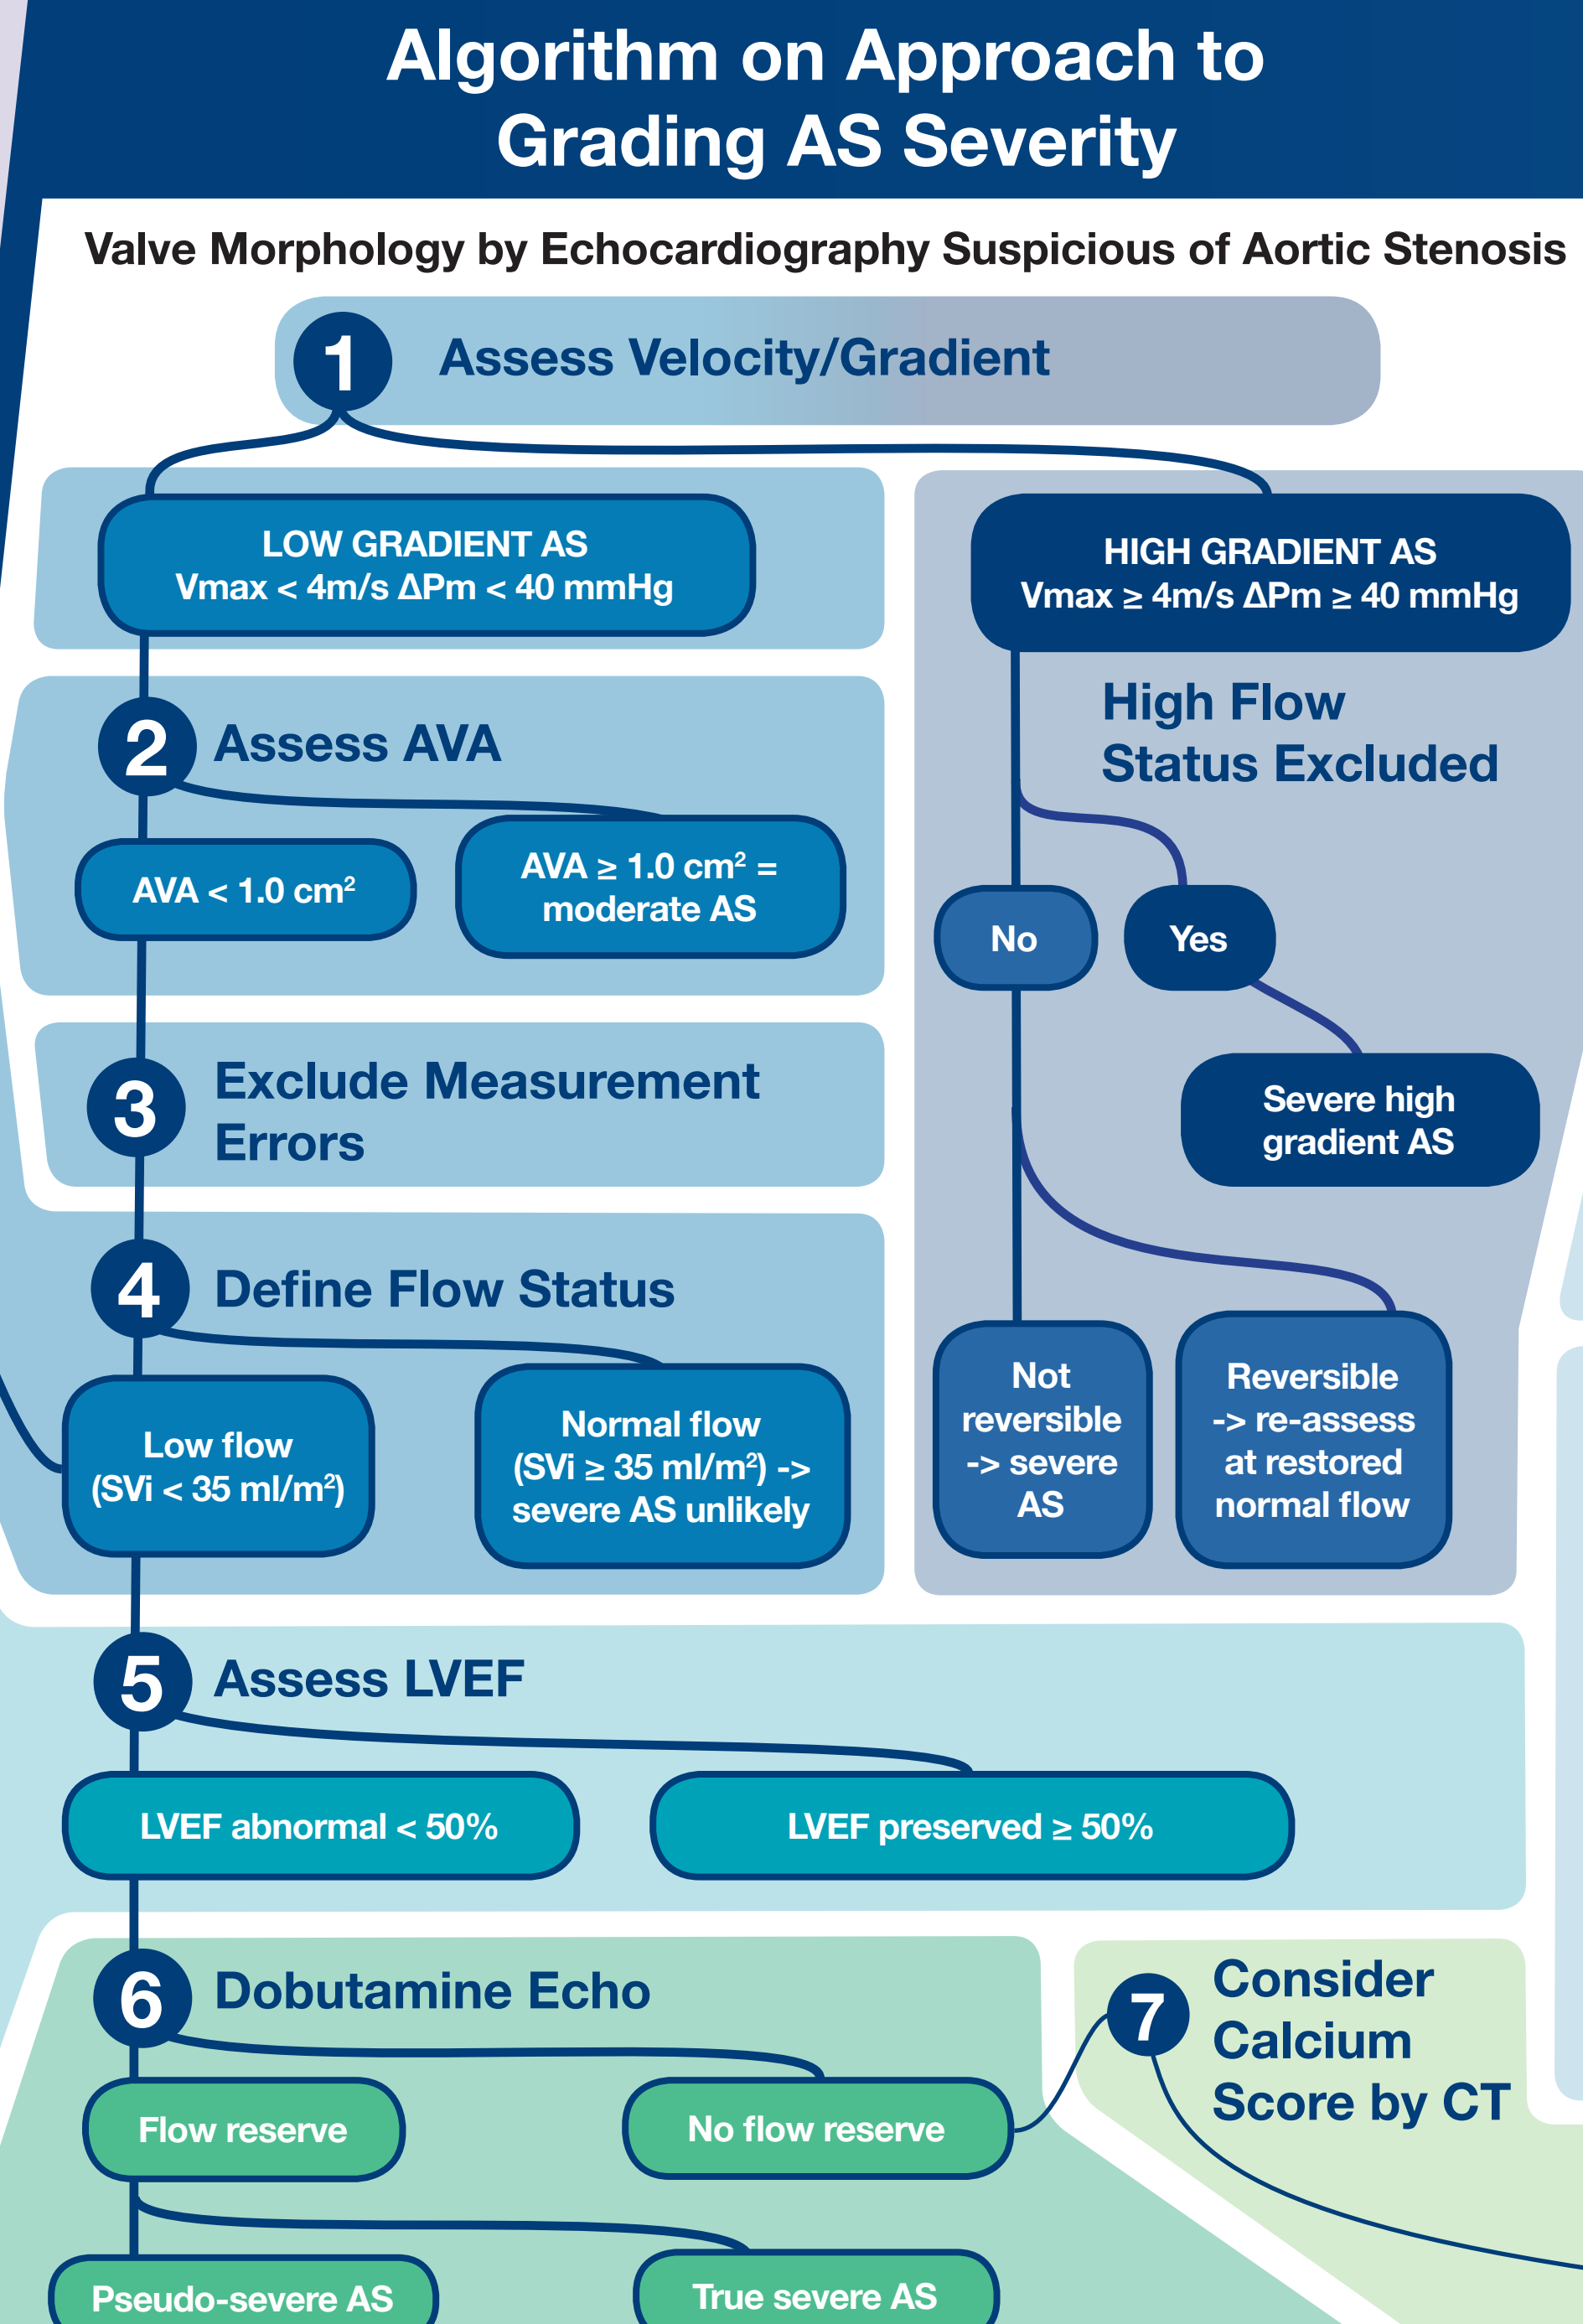 Algorithm on Approach to
Grading AS Severity
Valve Morphology by Echocardiography Suspicious of Aortic Stenosis
1 Assess Velocity/Gradient
LOW GRADIENT AS
Vmax < 4m/s ΔPm < 40 mmHg
HIGH GRADIENT AS
Vmax ≥ 4m/s ΔPm ≥ 40 mmHg
2 Assess AVA
AVA < 1.0 cm²
AVA ≥ 1.0 cm² =
moderate AS
3 Exclude Measurement
Errors
4 Define Flow Status
Low flow
(SVi < 35 ml/m²)
Normal flow
(SVi ≥ 35 ml/m²) ->
severe AS unlikely
High Flow
Status Excluded
No
Yes
Severe high
gradient AS
Not
reversible
-> severe
AS
Reversible
-> re-assess
at restored
normal flow
5 Assess LVEF
LVEF abnormal < 50%
LVEF preserved ≥ 50%
6 Dobutamine Echo
Flow reserve
No flow reserve
Pseudo-severe AS
True severe AS
7 Consider
Calcium
Score by CT